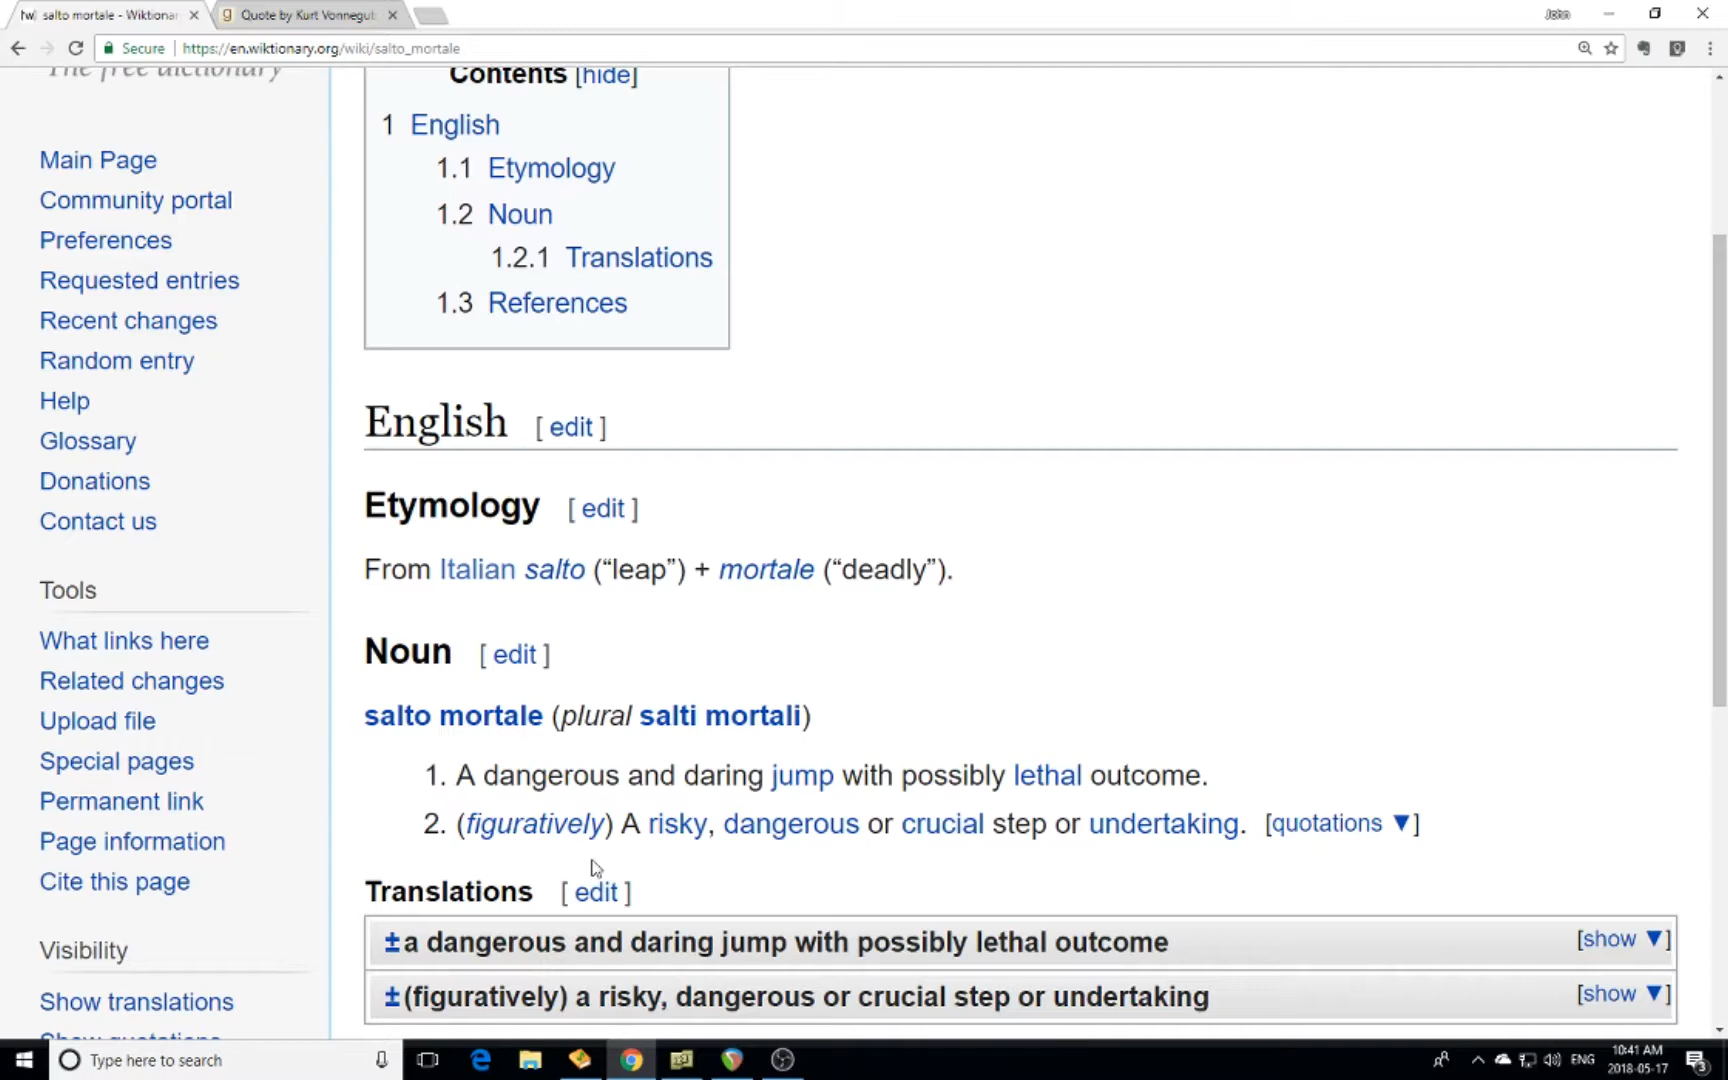 salto mortale - Wiktionar
Quote by Kurt Vonnegut
John
Secure
https://en.wiktionary.org/wiki/salto_mortale
The free dictionary
Main Page
Community portal
Preferences
Requested entries
Recent changes
Random entry
Help
Glossary
Donations
Contact us
Tools
What links here
Related changes
Upload file
Special pages
Permanent link
Page information
Cite this page
Visibility
Show translations
Show quotations
Contents [hide]
1 English
1.1 Etymology
1.2 Noun
1.2.1 Translations
1.3 References
English [ edit ]
Etymology [ edit ]
From Italian salto (“leap”) + mortale (“deadly”).
Noun [ edit ]
salto mortale (plural salti mortali)
1. A dangerous and daring jump with possibly lethal outcome.
2. (figuratively) A risky, dangerous or crucial step or undertaking. [quotations ▼]
Translations [ edit ]
±a dangerous and daring jump with possibly lethal outcome [show ▼]
±(figuratively) a risky, dangerous or crucial step or undertaking [show ▼]
Type here to search
ENG
10:41 AM
2018-05-17
3